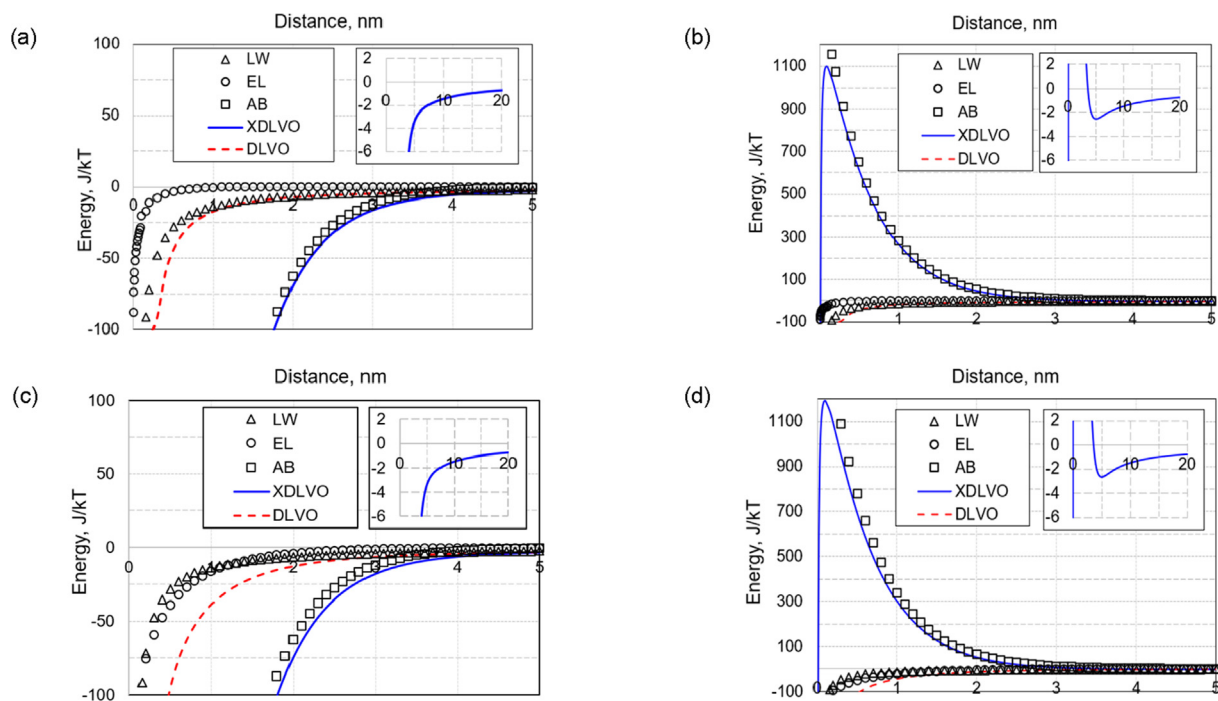 (a)
Distance, nm
Energy, J/kT
100
50
0
-50
-100
0
1
2
3
4
5
LW
EL
AB
XDLVO
DLVO
2
0
-2
-4
-6
0
10
20
(b)
Distance, nm
Energy, J/kT
1100
900
700
500
300
100
-100
0
1
2
3
4
5
LW
EL
AB
XDLVO
DLVO
2
0
-2
-4
-6
0
10
20
(c)
Distance, nm
Energy, J/kT
100
50
0
-50
-100
0
1
2
3
4
5
LW
EL
AB
XDLVO
DLVO
2
0
-2
-4
-6
0
10
20
(d)
Distance, nm
Energy, J/kT
1100
900
700
500
300
100
-100
0
1
2
3
4
5
LW
EL
AB
XDLVO
DLVO
2
0
-2
-4
-6
0
10
20